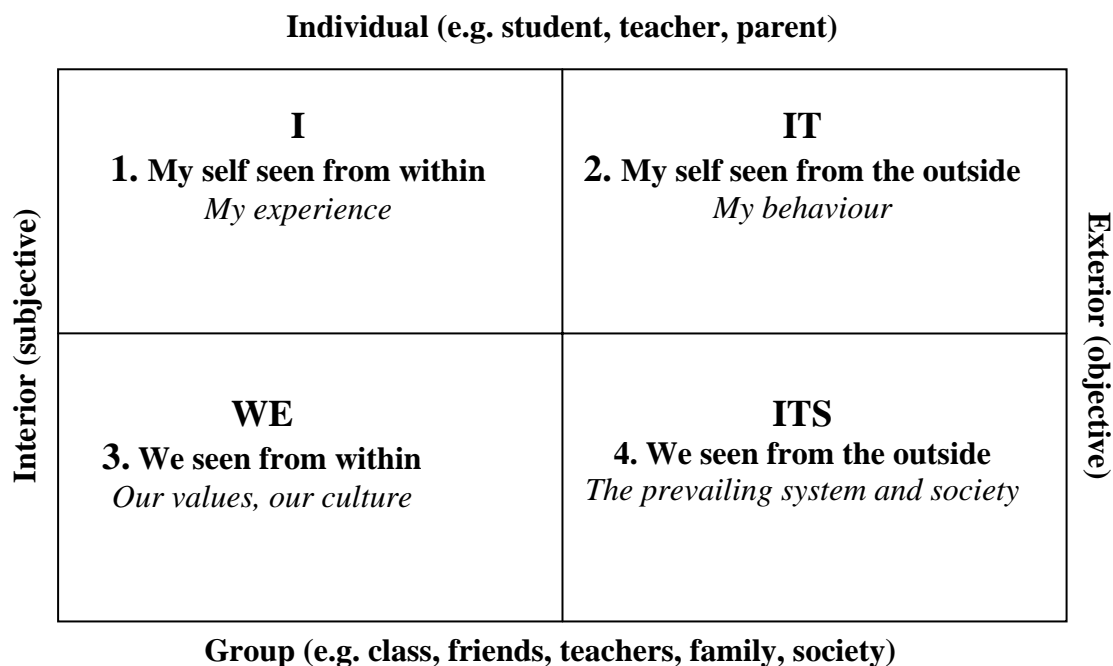 Individual (e.g. student, teacher, parent)
Interior (subjective)
I
1. My self seen from within
My experience
IT
2. My self seen from the outside
My behaviour
Exterior (objective)
WE
3. We seen from within
Our values, our culture
ITS
4. We seen from the outside
The prevailing system and society
Group (e.g. class, friends, teachers, family, society)